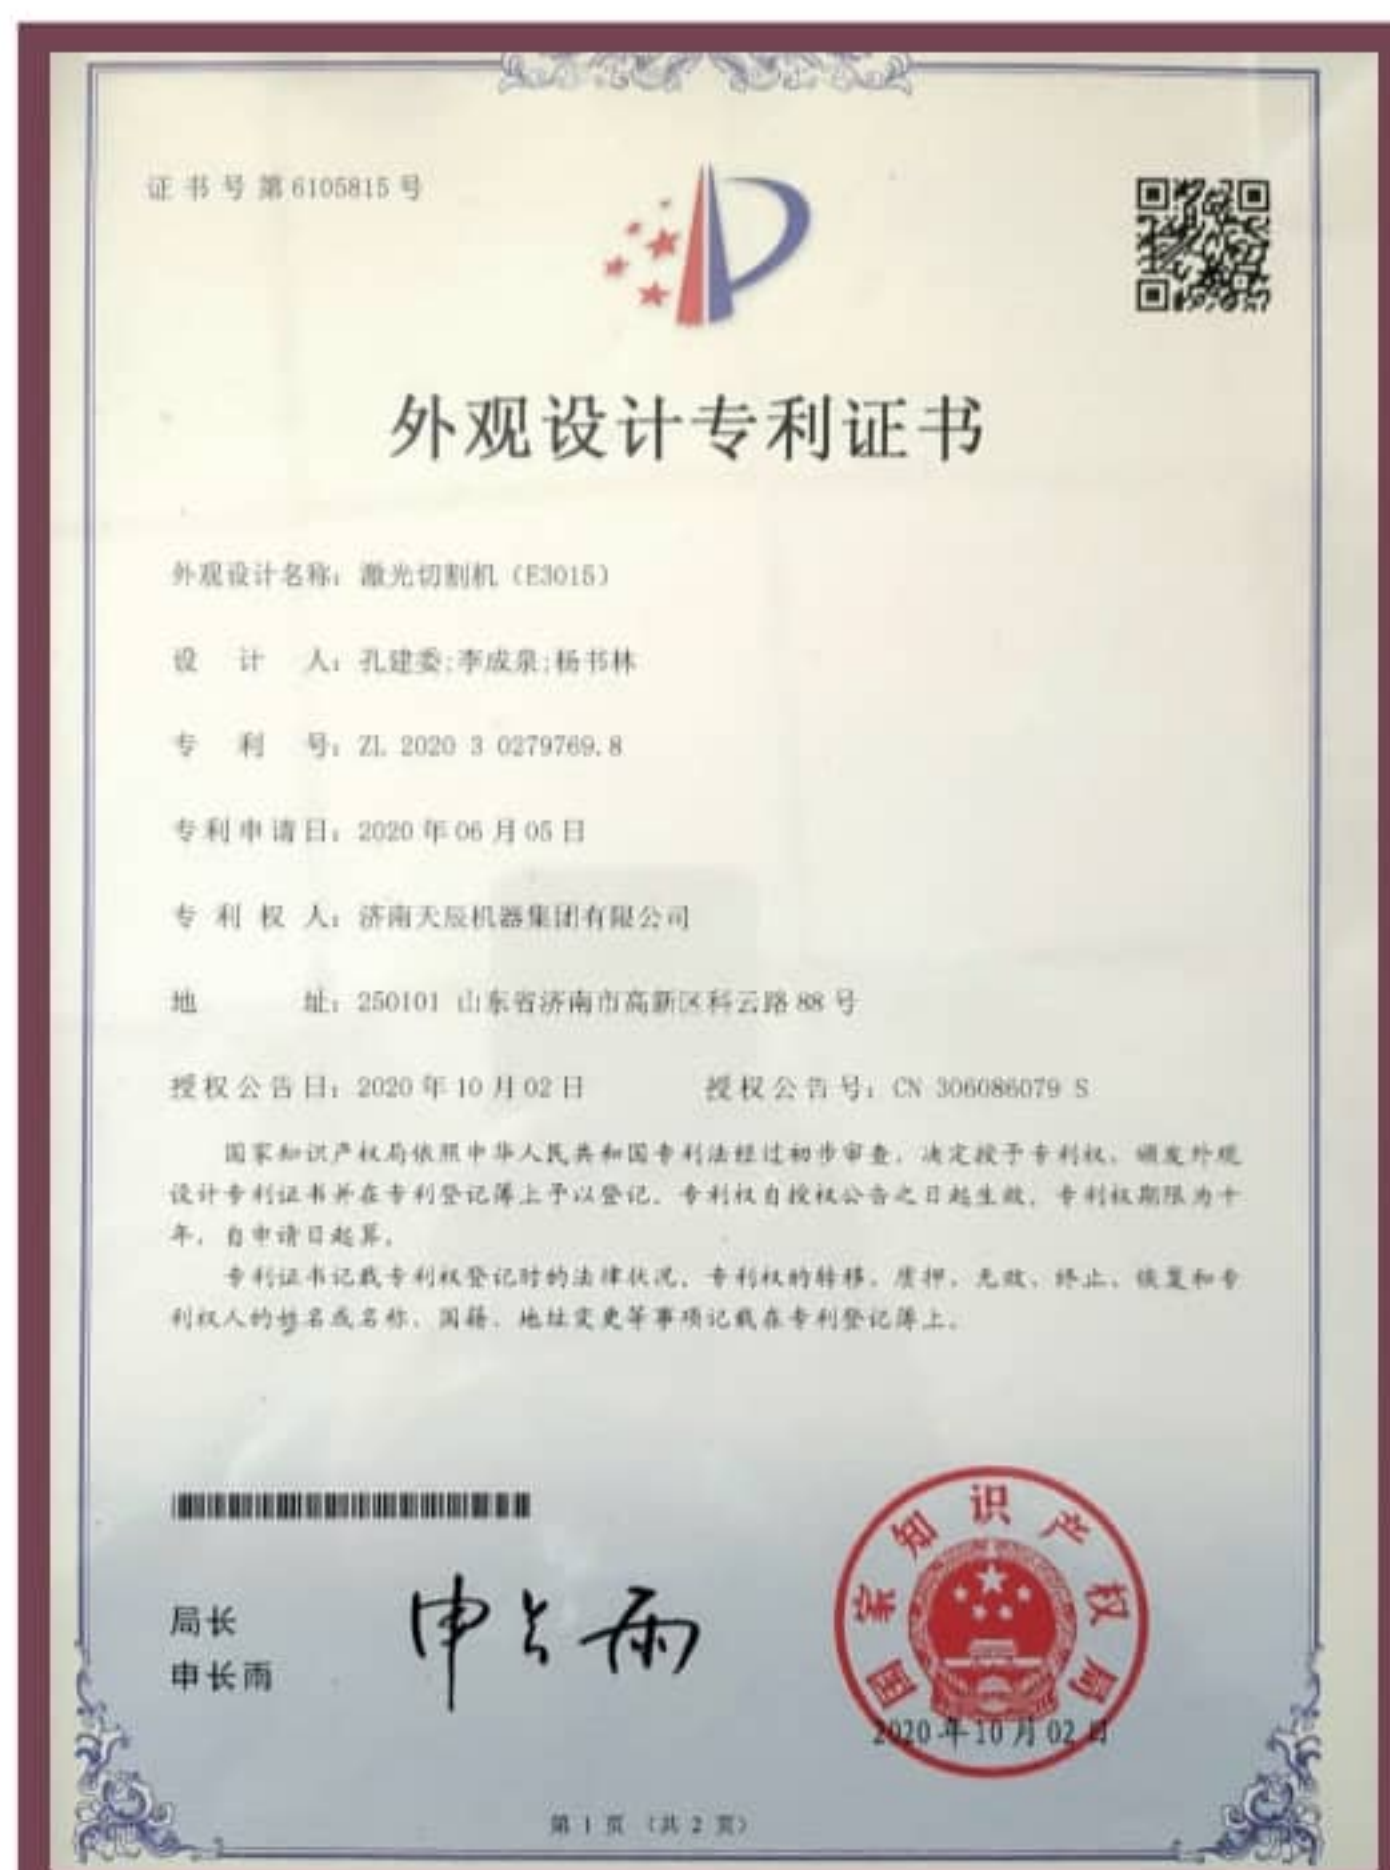 证书号第6105815号
外观设计专利证书
外观设计名称：激光切割机（E3015）
设计人：孔建委;李成泉;杨书林
专利号：ZL 2020 3 0279769.8
专利申请日：2020年06月05日
专利权人：济南天辰机器集团有限公司
地址：250101 山东省济南市高新区科云路88号
授权公告日：2020年10月02日 授权公告号：CN 306086079 S
国家知识产权局依照中华人民共和国专利法经过初步审查，决定授予专利权，颁发外观
设计专利证书并在专利登记簿上予以登记。专利权自授权公告之日起生效。专利权期限为十
年，自申请日起算。
专利证书记载专利权登记时的法律状况。专利权的转移、质押、无效、终止、恢复和专
利权人的姓名或名称、国籍、地址变更等事项记载在专利登记簿上。
局长
申长雨
申长雨
国家知识产权局
2020年10月02日
第 1 页 （共 2 页）